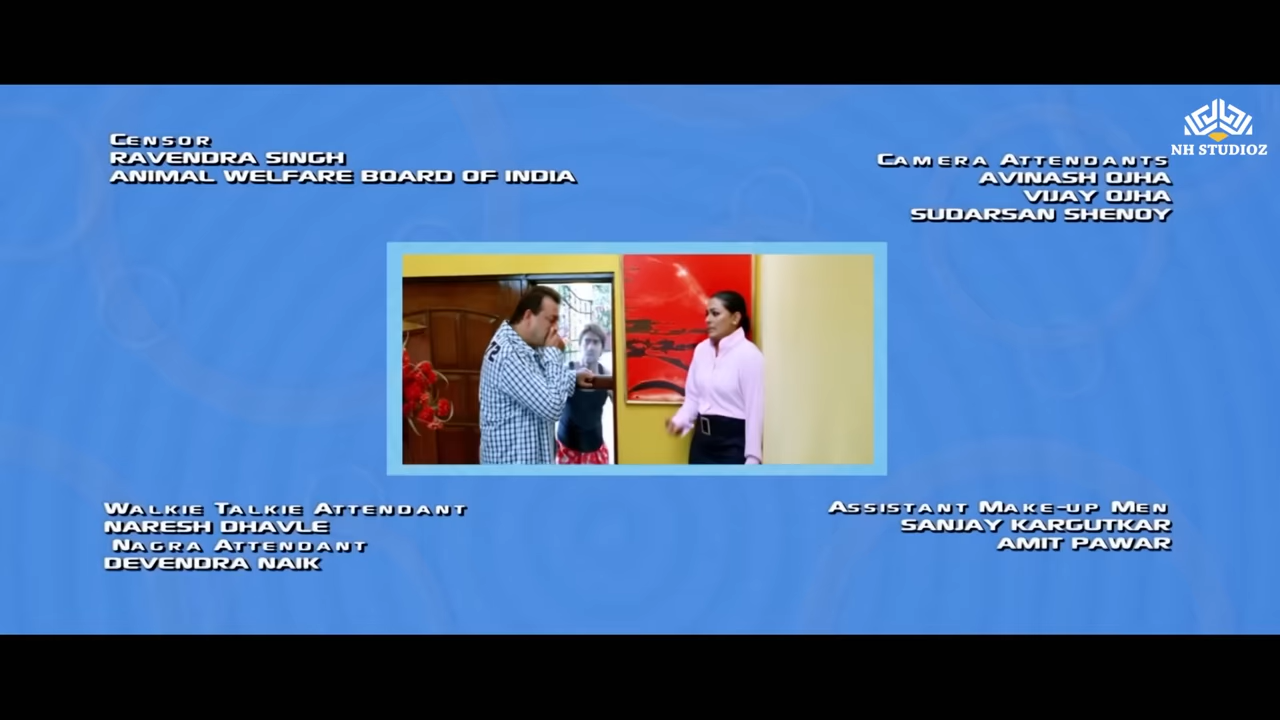 Censor
RAVENDRA SINGH
ANIMAL WELFARE BOARD OF INDIA
NH STUDIOZ
Camera Attendants
AVINASH OJHA
VIJAY OJHA
SUDARSAN SHENOY
Walkie Talkie Attendant
NARESH DHAVLE
Nagra Attendant
DEVENDRA NAIK
Assistant Make-up Men
SANJAY KARGUTKAR
AMIT PAWAR